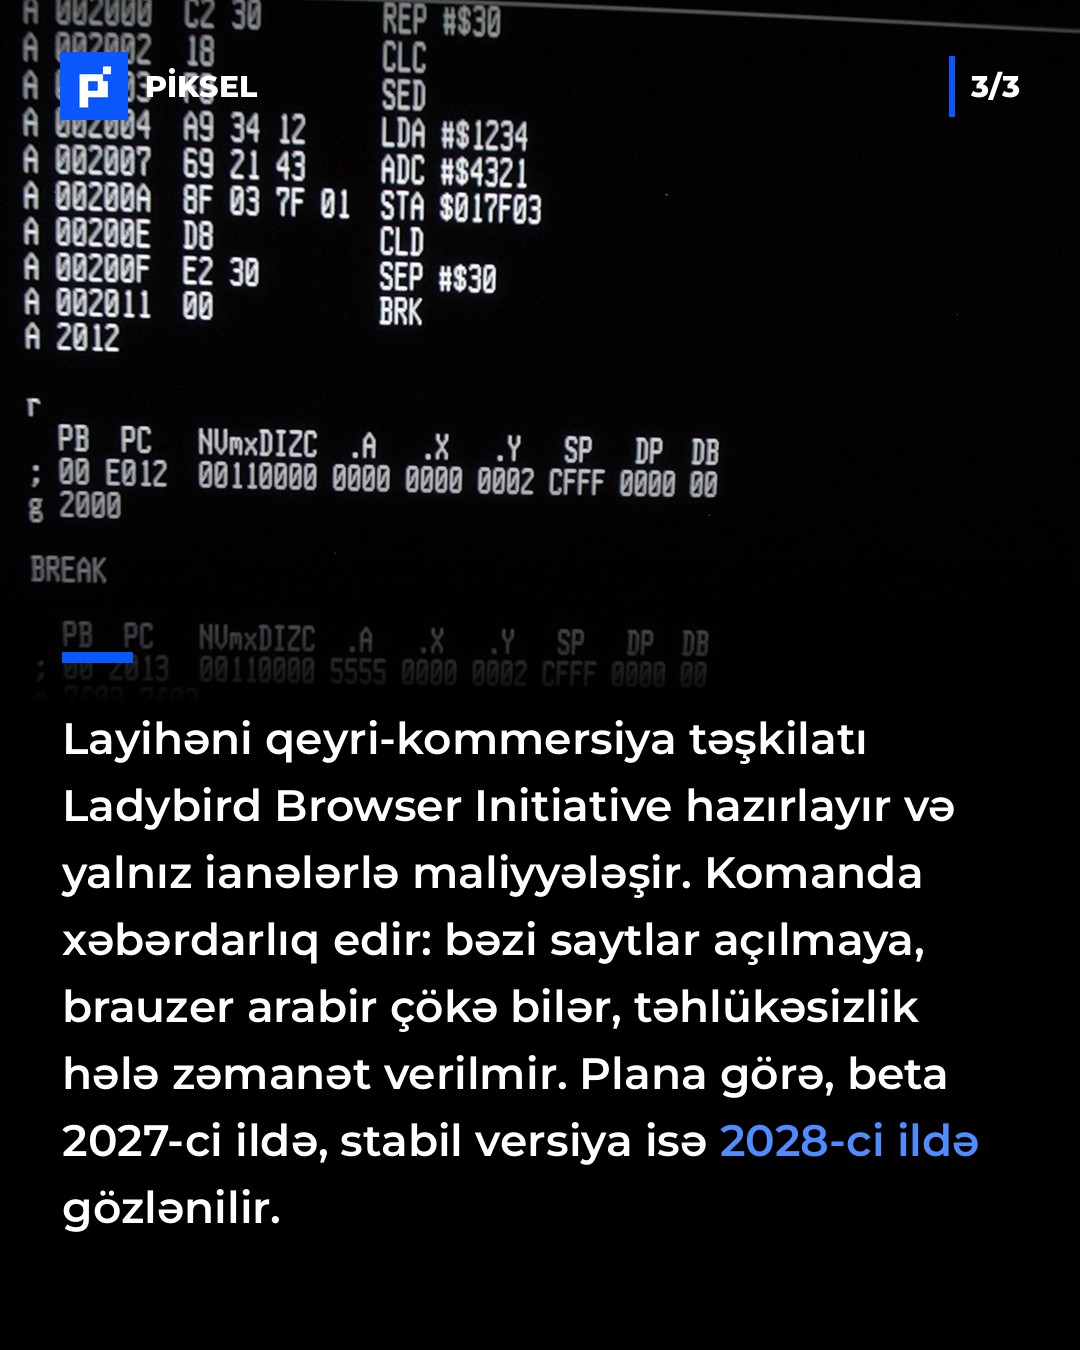 A 002000 C2 30 REP #$30
A 002002 18 CLC
PİKSEL
3/3
SED
A 002004 A9 34 12 LDA #$1234
A 002007 69 21 43 ADC #$4321
A 00200A 8F 03 7F 01 STA $017F03
A 00200E D8 CLD
A 00200F E2 30 SEP #$30
A 002011 00 BRK
A 2012
r
PB PC NVmxDIZC .A .X .Y SP DP DB
; 00 E012 00110000 0000 0000 0002 CFFF 0000 00
g 2000
BREAK
PB PC NVmxDIZC .A .X .Y SP DP DB
; 00 2013 00110000 5555 0000 0002 CFFF 0000 00
Layihəni qeyri-kommersiya təşkilatı
Ladybird Browser Initiative hazırlayır və
yalnız ianələrlə maliyyələşir. Komanda
xəbərdarlıq edir: bəzi saytlar açılmaya,
brauzer arabir çökə bilər, təhlükəsizlik
hələ zəmanət verilmir. Plana görə, beta
2027-ci ildə, stabil versiya isə 2028-ci ildə
gözlənilir.